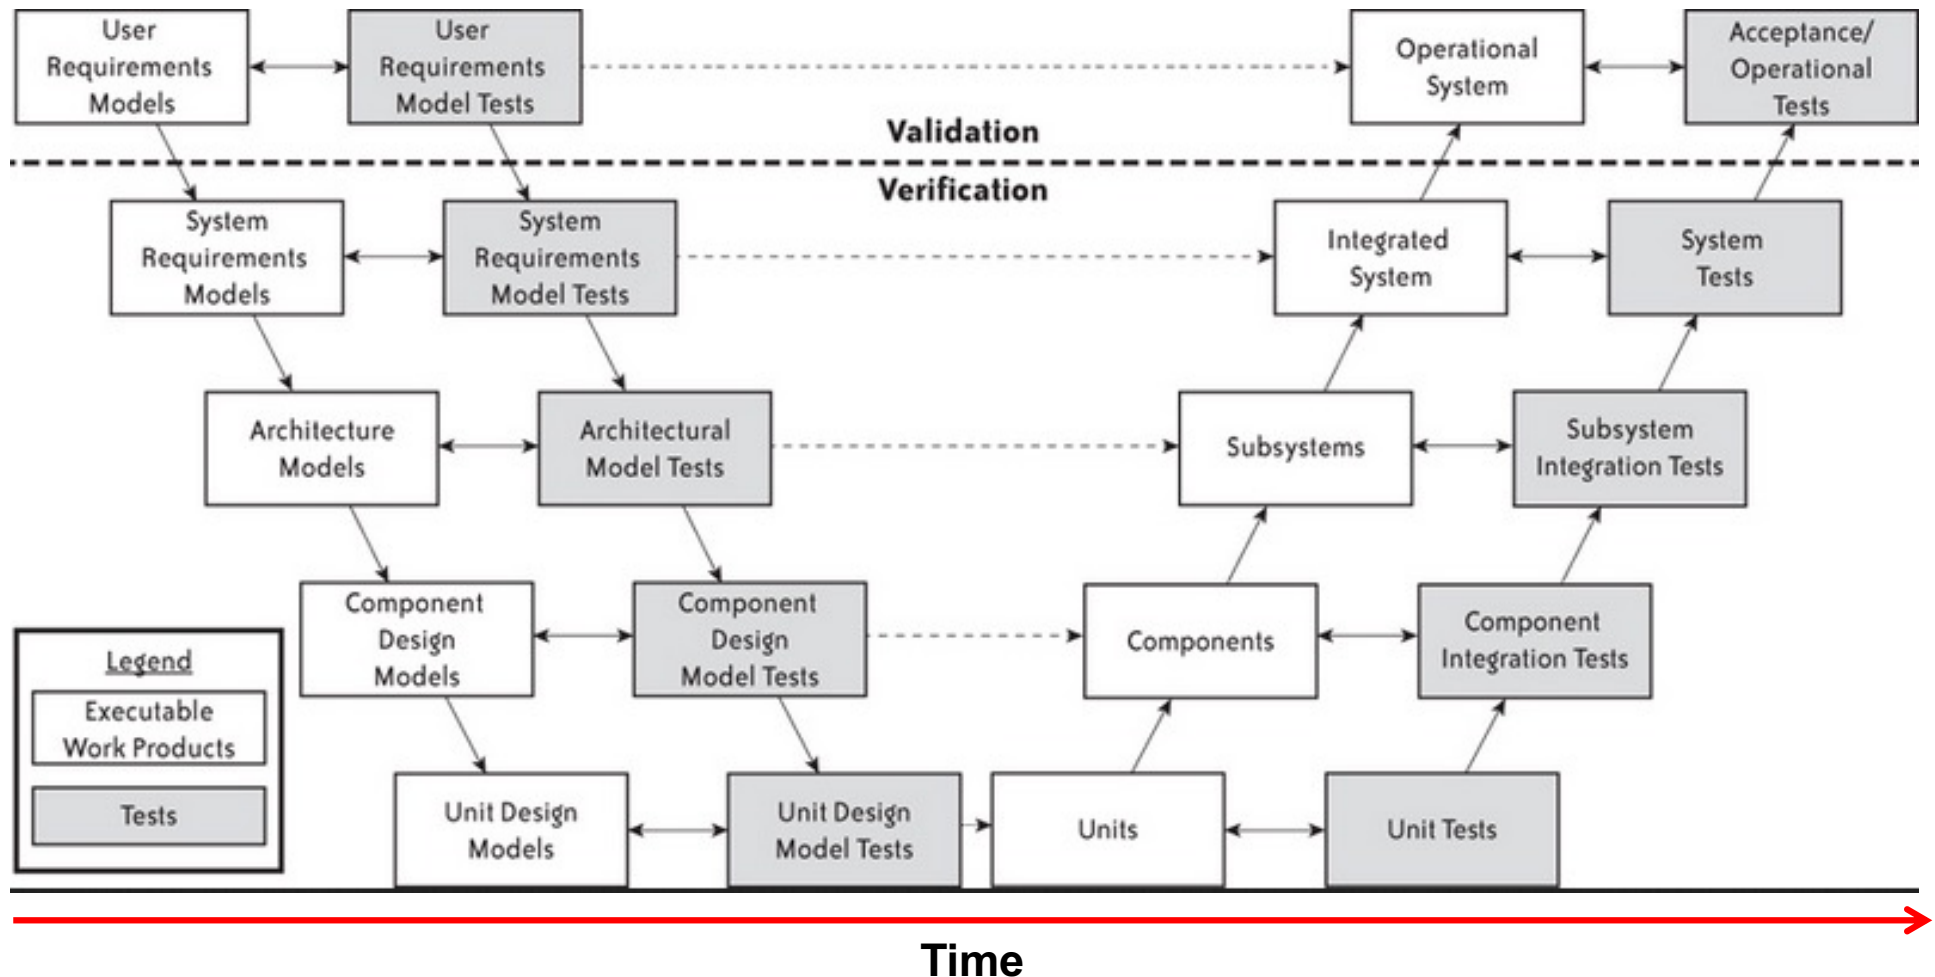 User
Requirements
Models
User
Requirements
Model Tests
Operational
System
Acceptance/
Operational
Tests
Validation
Verification
System
Requirements
Models
System
Requirements
Model Tests
Integrated
System
System
Tests
Architecture
Models
Architectural
Model Tests
Subsystems
Subsystem
Integration Tests
Component
Design
Models
Component
Design
Model Tests
Components
Component
Integration Tests
Legend
Executable
Work Products
Tests
Unit Design
Models
Unit Design
Model Tests
Units
Unit Tests
Time